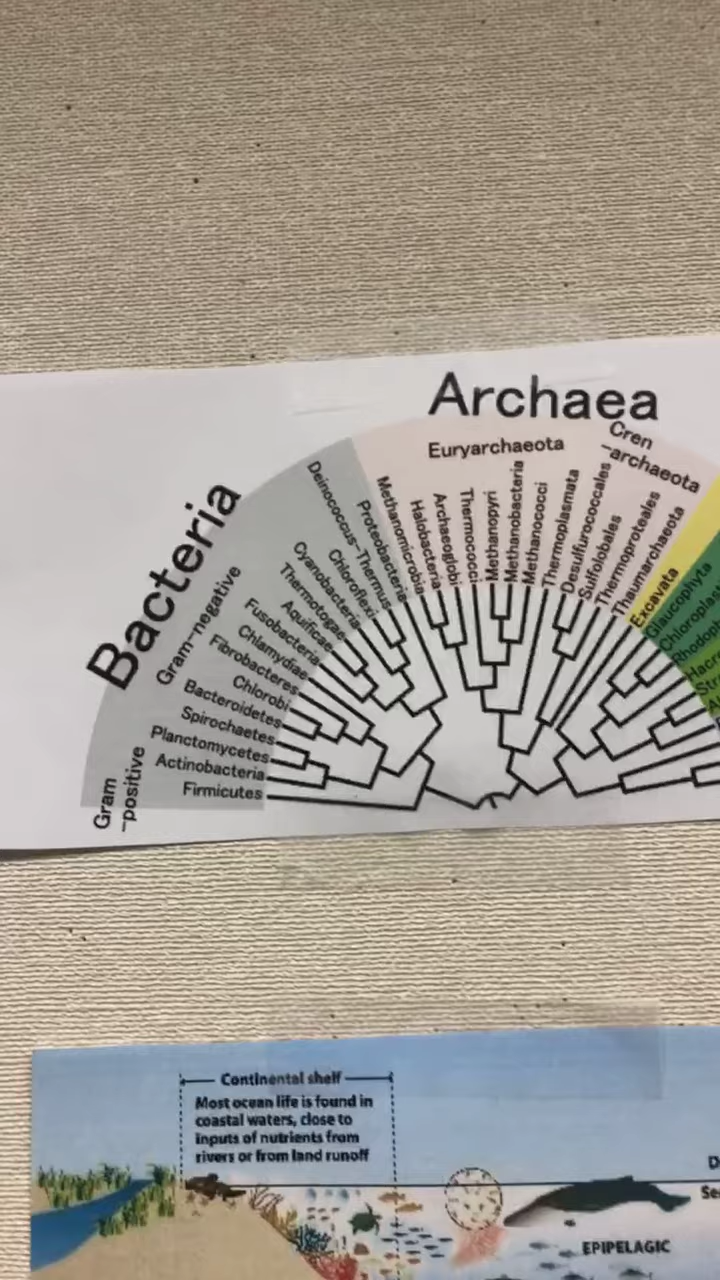 Archaea
Euryarchaeota
Cren
-archaeota
Bacteria
Gram-negative
Gram
-positive
Firmicutes
Actinobacteria
Planctomycetes
Spirochaetes
Bacteroidetes
Chlorobi
Fibrobacteres
Chlamydiae
Fusobacteria
Aquificae
Thermotogae
Cyanobacteria
Chloroflexi
Deinococcus-Thermus
Proteobacteria
Methanomicrobia
Halobacteria
Archaeoglobi
Thermococci
Methanopyri
Methanobacteria
Methanococci
Thermoplasmata
Desulfurococcales
Sulfolobales
Thermoproteales
Thaumarchaeota
Excavata
Glaucophyta
Continental shelf
Most ocean life is found in
coastal waters, close to
inputs of nutrients from
rivers or from land runoff
EPIPELAGIC